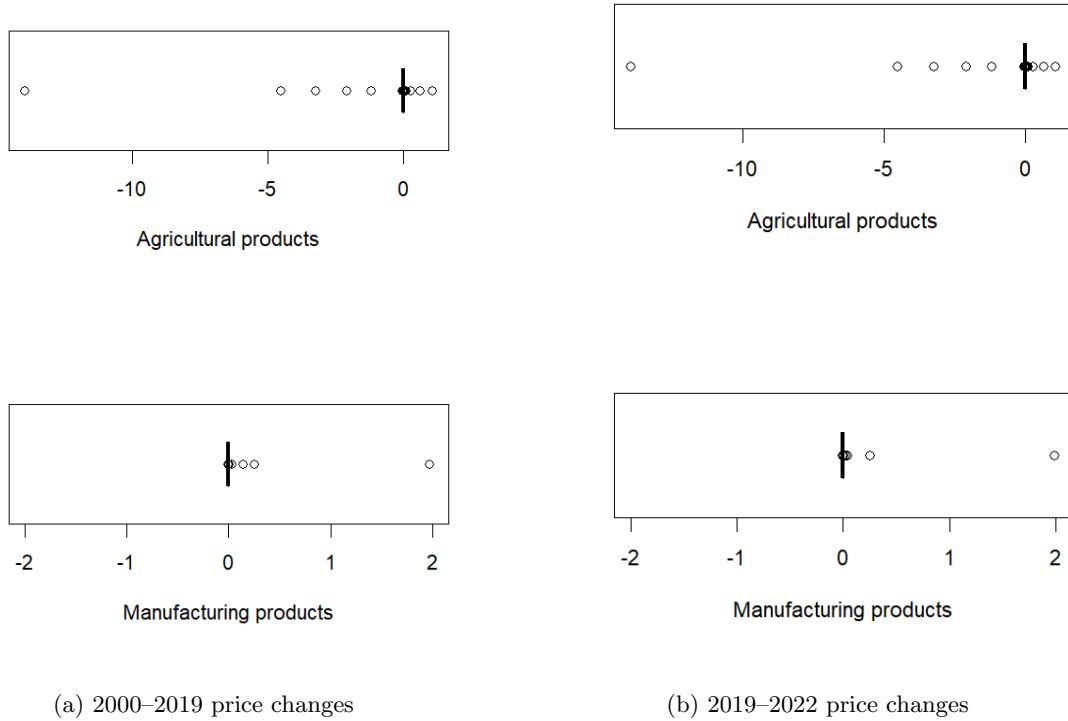 -10 -5 0
Agricultural products
-10 -5 0
Agricultural products
-2 -1 0 1 2
Manufacturing products
-2 -1 0 1 2
Manufacturing products
(a) 2000–2019 price changes
(b) 2019–2022 price changes